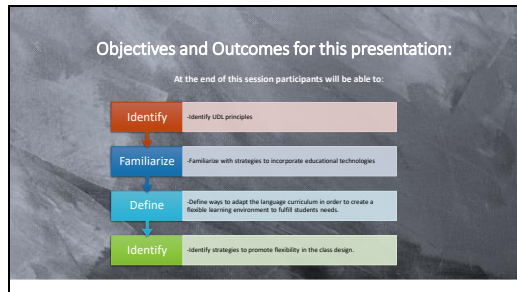 Objectives and Outcomes for this presentation:
At the end of this session participants will be able to:
Identify
-Identify UDL principles
Familiarize
-Familiarize with strategies to incorporate educational technologies
Define
-Define ways to adapt the language curriculum in order to create a
flexible learning environment to fulfill students needs.
Identify
-Identify strategies to promote flexibility in the class design.